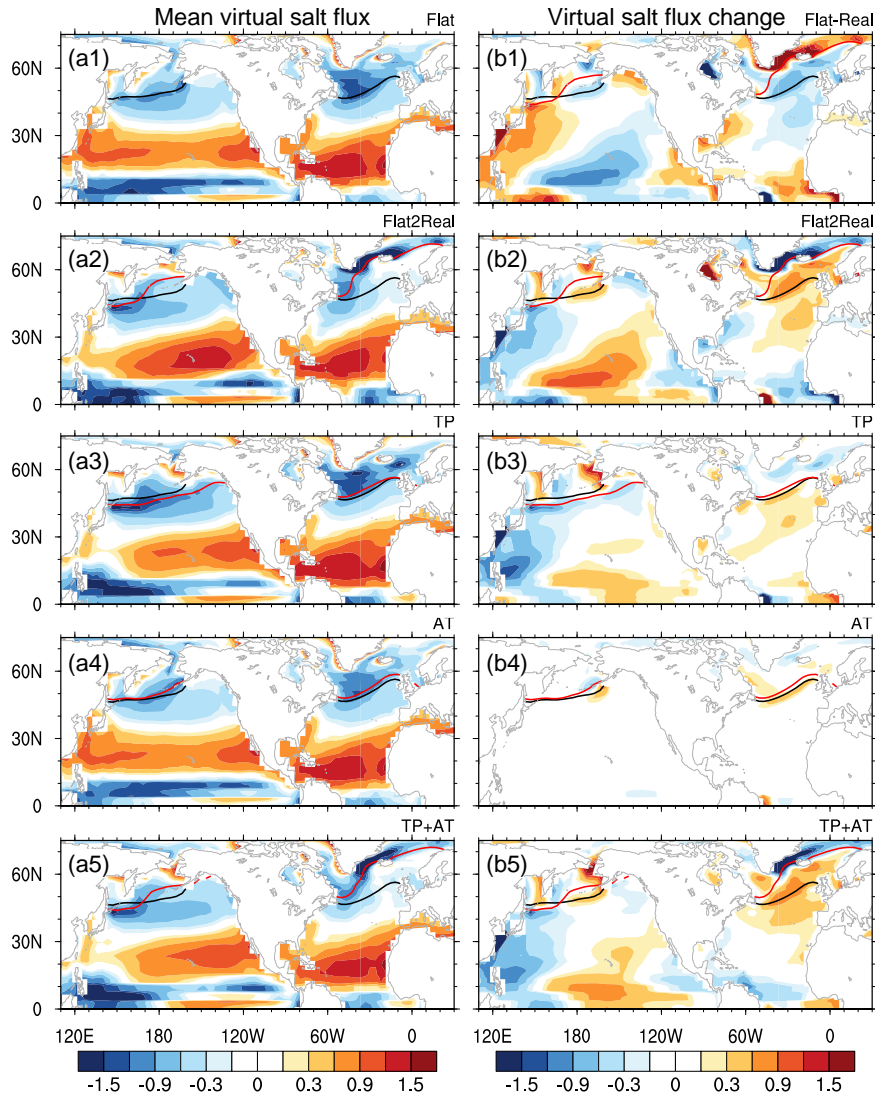 Mean virtual salt flux
Virtual salt flux change
Flat
Flat-Real
(a1)
(b1)
60N
30N
0
Flat2Real
Flat2Real
(a2)
(b2)
60N
30N
0
TP
TP
(a3)
(b3)
60N
30N
0
AT
AT
(a4)
(b4)
60N
30N
0
TP+AT
TP+AT
(a5)
(b5)
60N
30N
0
120E 180 120W 60W 0
120E 180 120W 60W 0
-1.5 -0.9 -0.3 0 0.3 0.9 1.5
-1.5 -0.9 -0.3 0 0.3 0.9 1.5